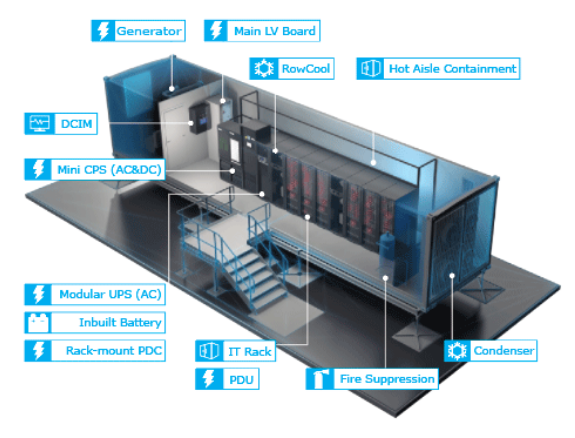 Generator
Main LV Board
RowCool
Hot Aisle Containment
DCIM
Mini CPS (AC&DC)
Modular UPS (AC)
Inbuilt Battery
Rack-mount PDC
IT Rack
PDU
Fire Suppression
Condenser